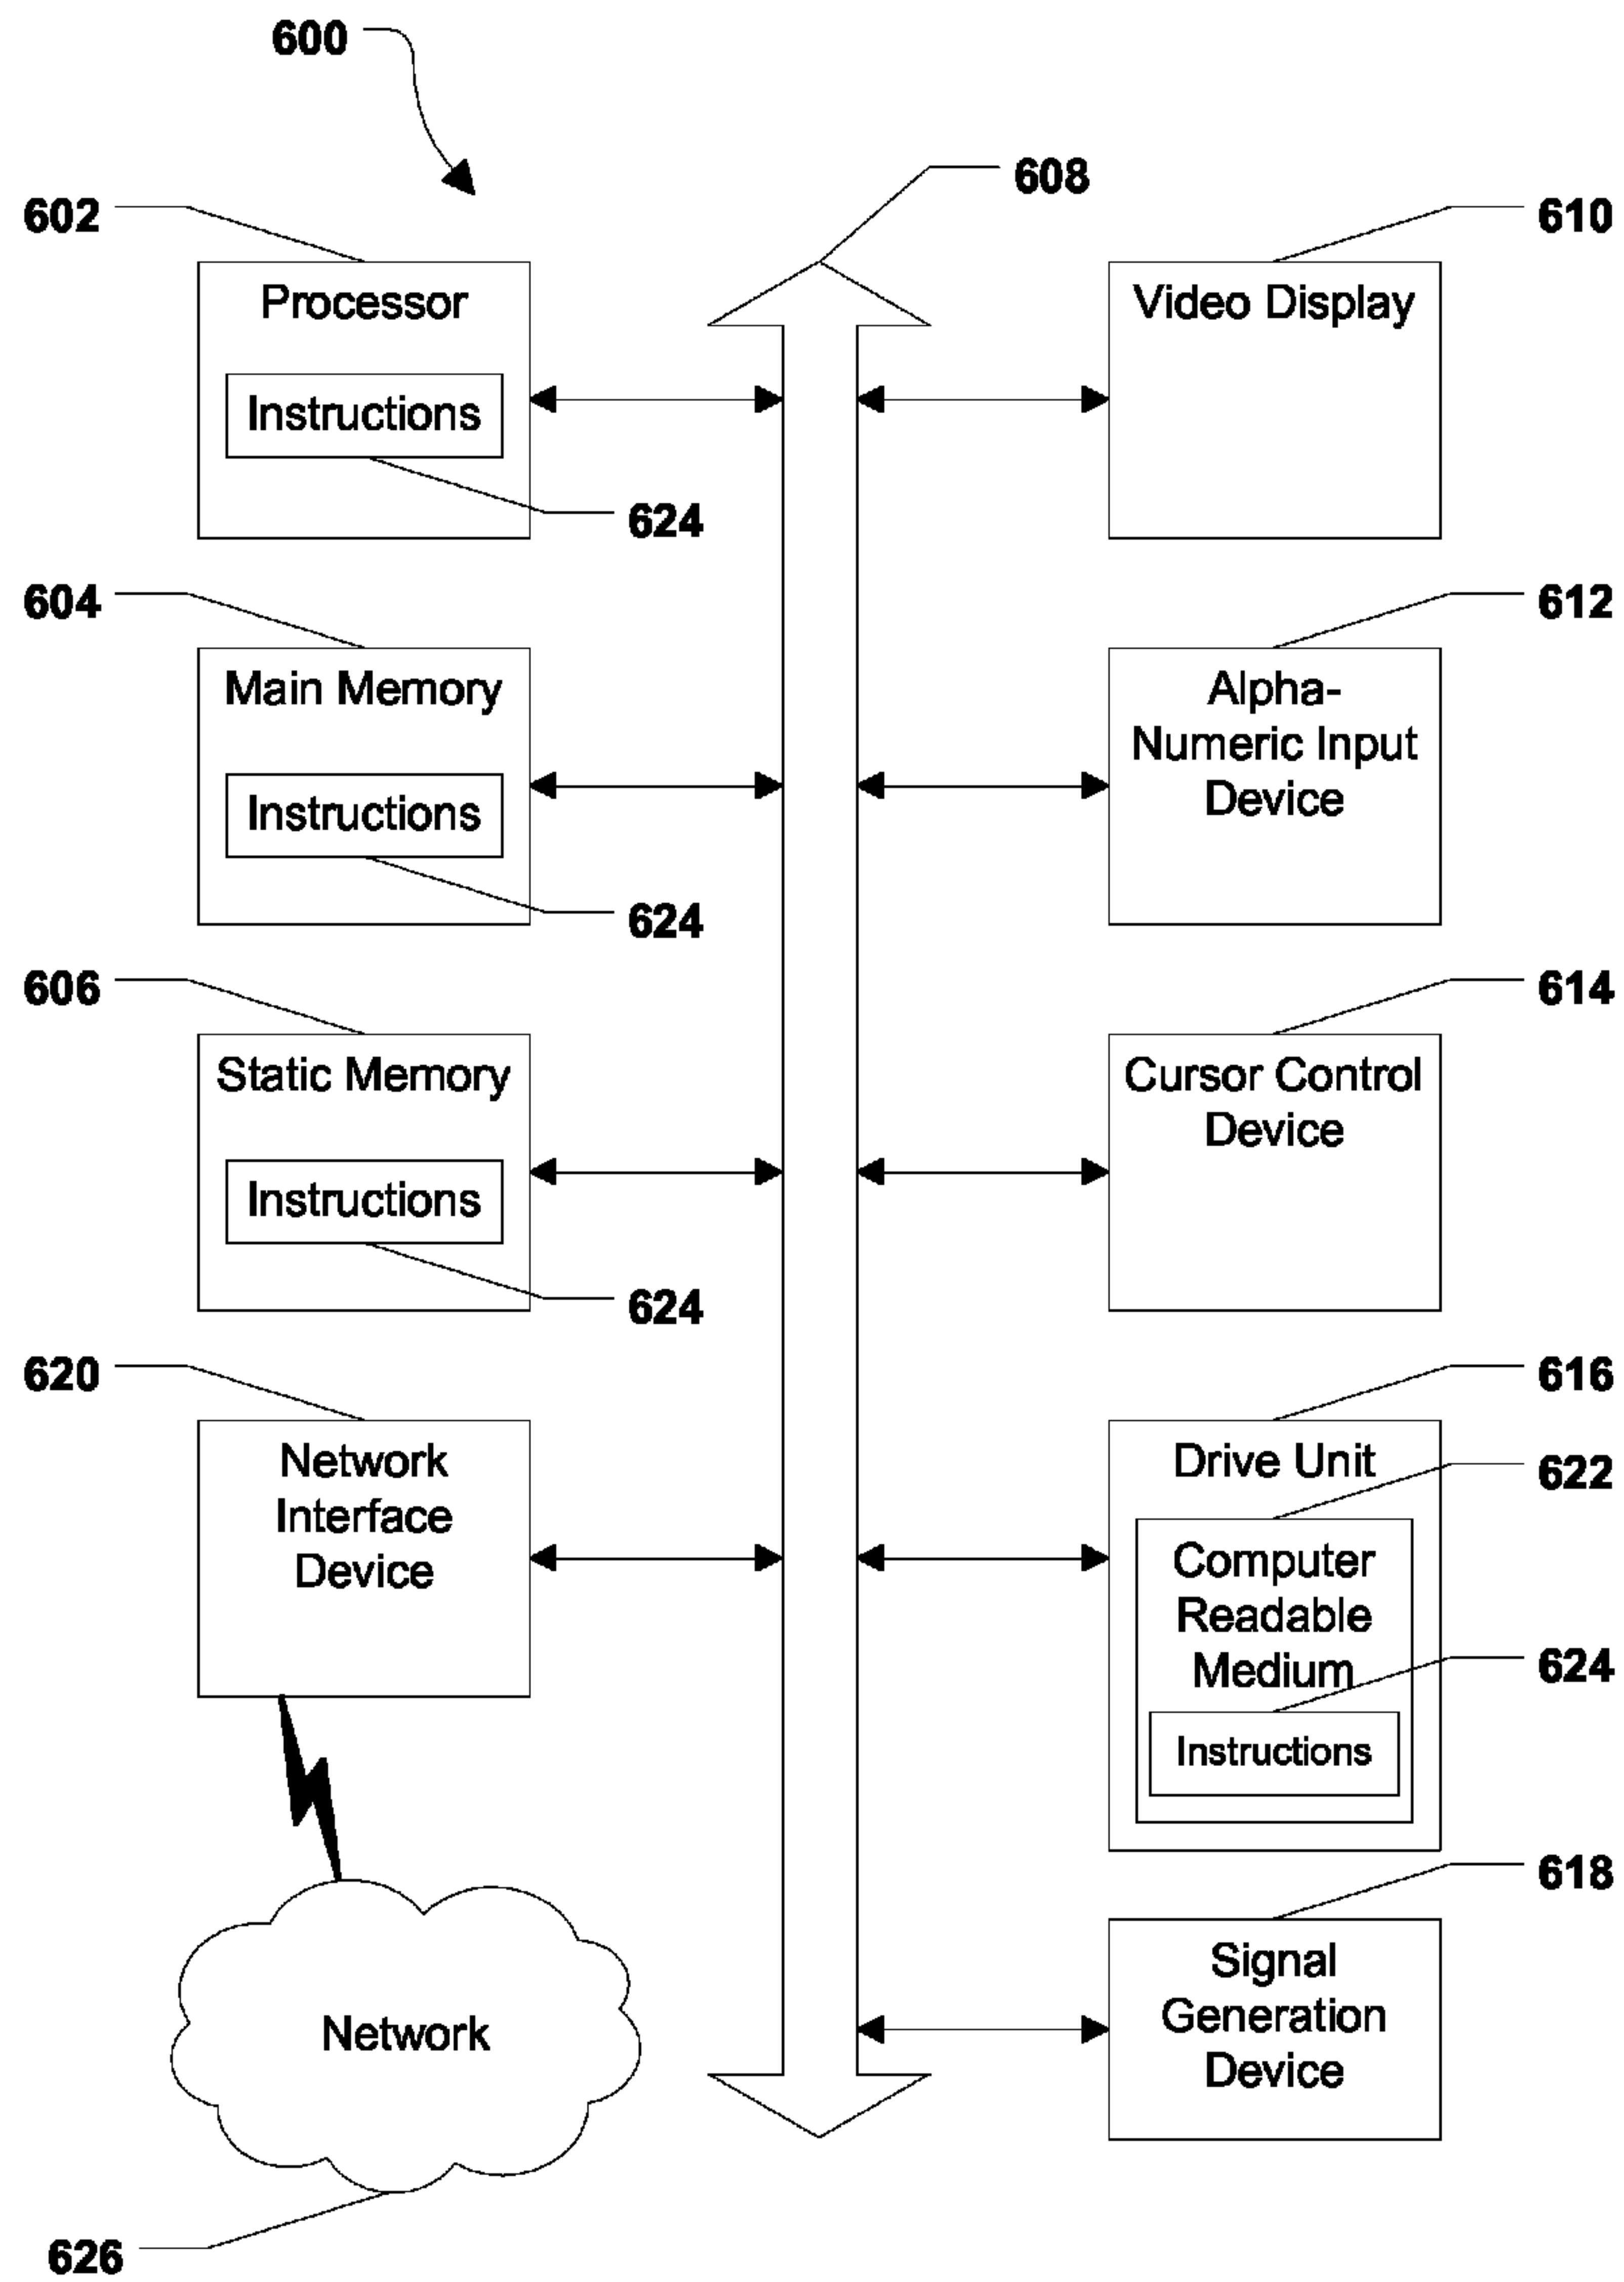 600
608
602
610
Processor
Instructions
624
Video Display
604
612
Main Memory
Instructions
624
Alpha-
Numeric Input
Device
606
614
Static Memory
Instructions
624
Cursor Control
Device
620
616
Network
Interface
Device
Drive Unit
622
Computer
Readable
Medium
624
Instructions
618
Signal
Generation
Device
Network
626